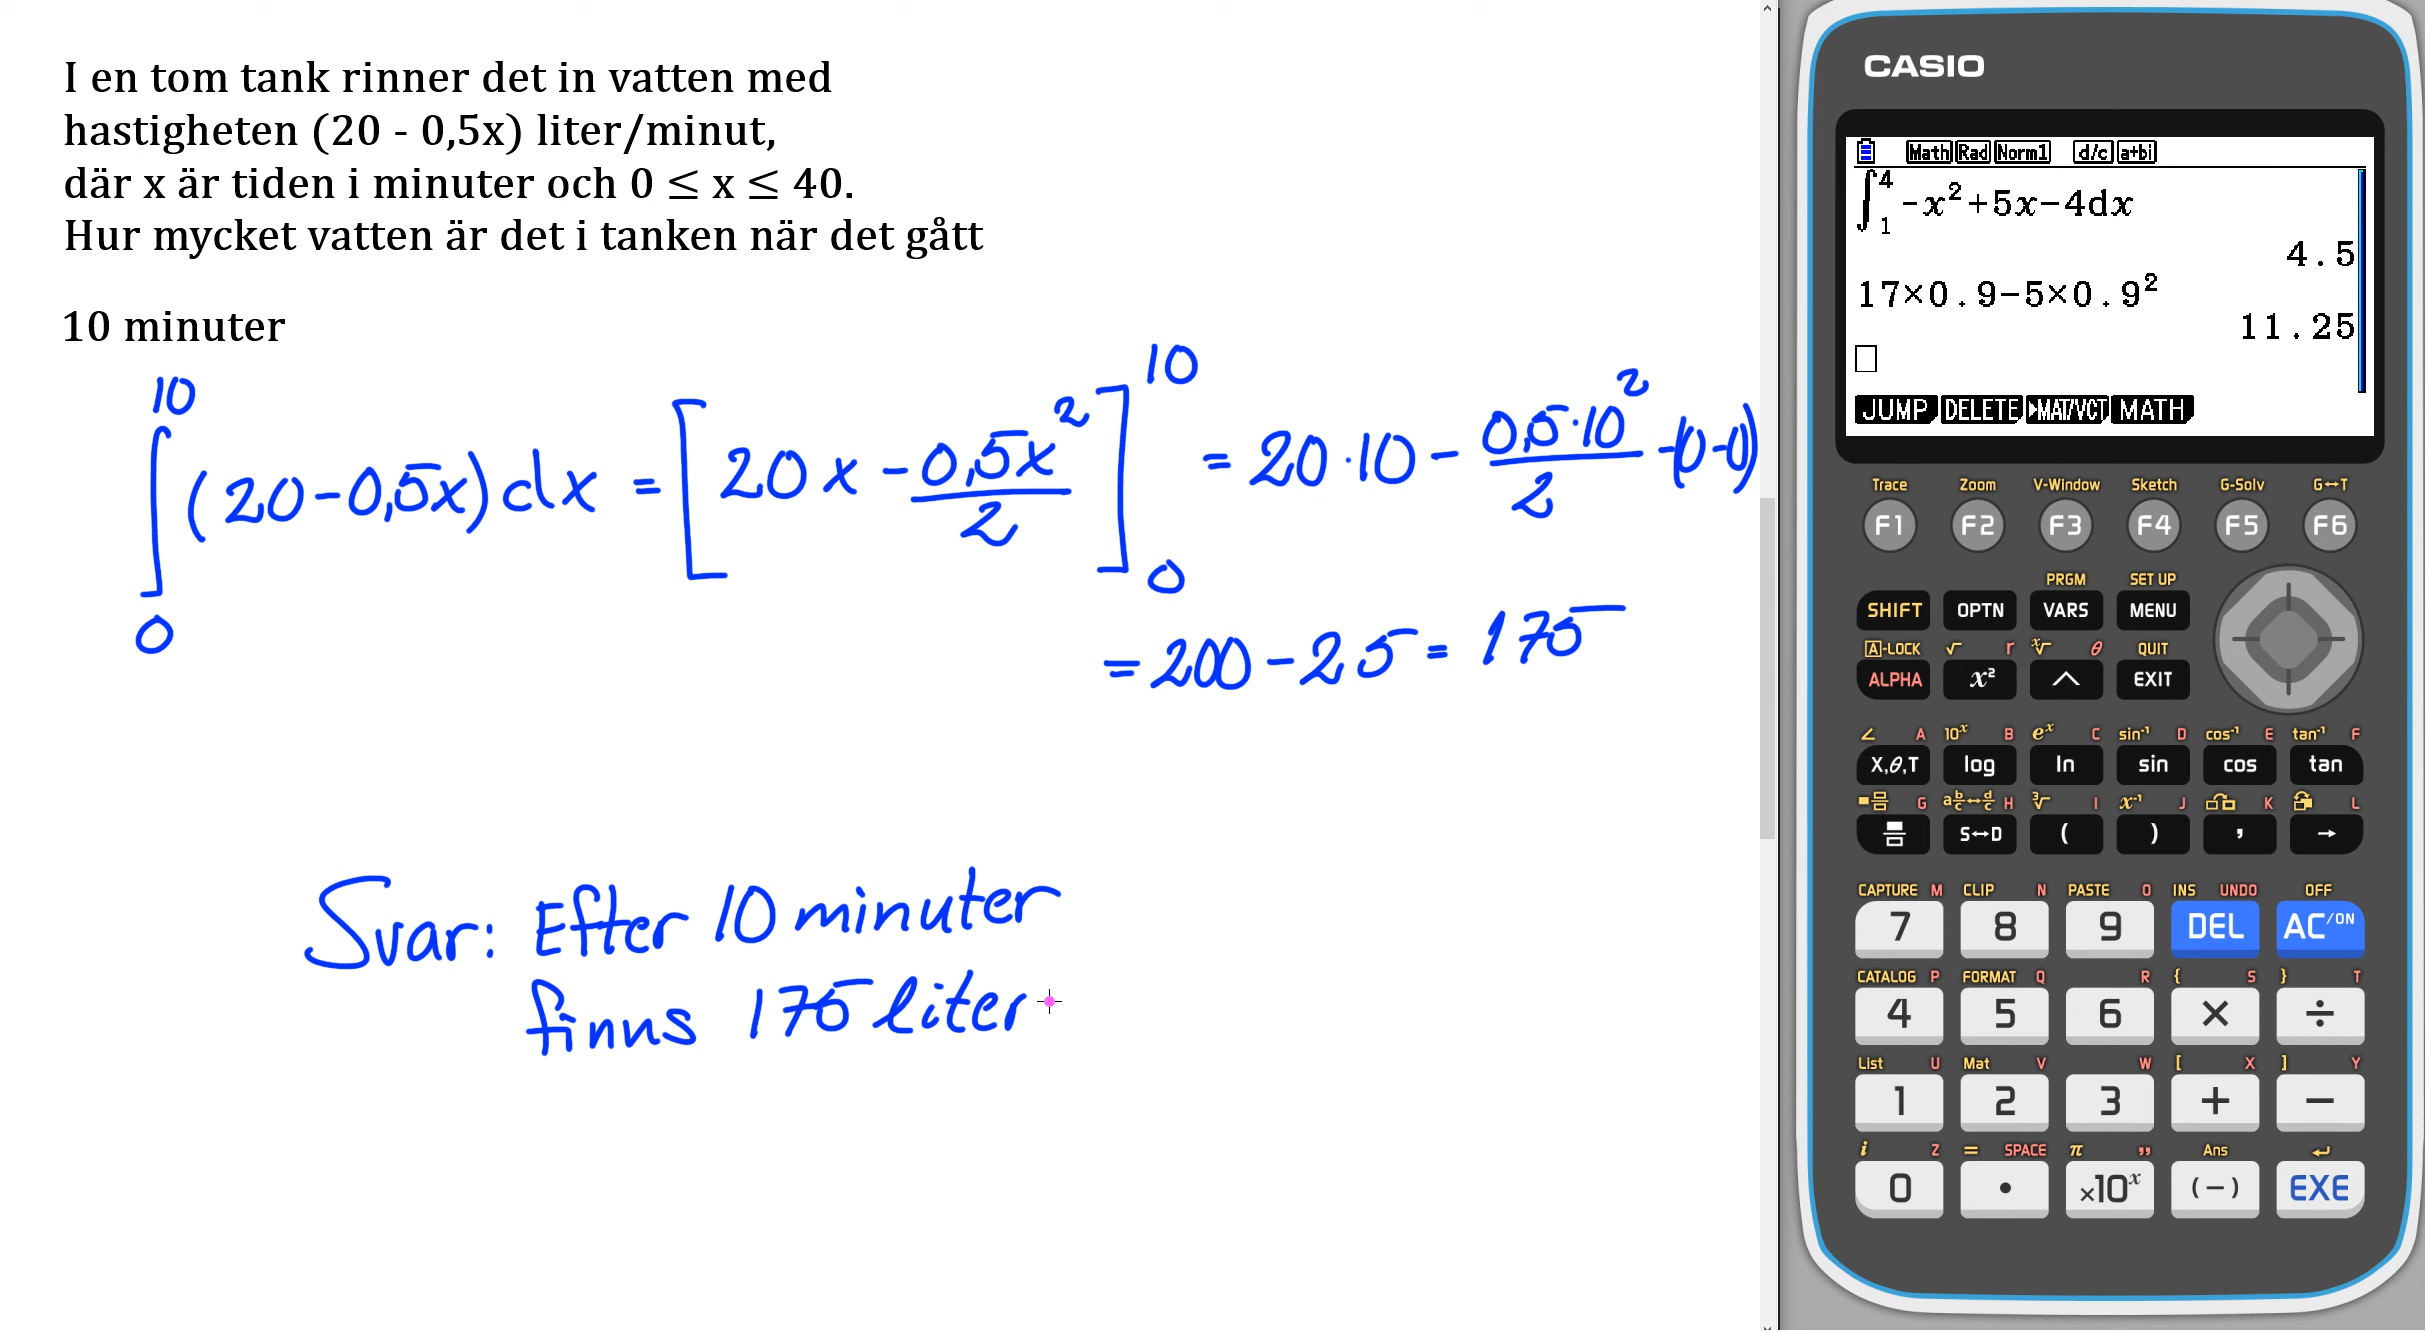 I en tom tank rinner det in vatten med
hastigheten (20 - 0,5x) liter/minut,
där x är tiden i minuter och 0 ≤ x ≤ 40.
Hur mycket vatten är det i tanken när det gått
10 minuter
∫₀¹⁰ (20-0,5x) dx = [20x - 0,5x²/2]₀¹⁰ = 20·10 - 0,5·10²/2 -(0-0)
= 200 - 25 = 175
Svar: Efter 10 minuter
finns 175 liter
CASIO
Math Rad Norm1 d/c a+bi
∫₁⁴ -x²+5x-4dx
4.5
17×0.9-5×0.9²
11.25
JUMP DELETE ▶MAT/VCT MATH
Trace Zoom V-Window Sketch G-Solv G↔T
F1 F2 F3 F4 F5 F6
PRGM SET UP
SHIFT OPTN VARS MENU
A-LOCK √ r ˣ√ θ QUIT
ALPHA x² ^ EXIT
∠ A 10ˣ B eˣ C sin⁻¹ D cos⁻¹ E tan⁻¹ F
X,θ,T log ln sin cos tan
G a b/c↔d/c H ³√ I x⁻¹ J K L
S↔D ( ) , →
CAPTURE M CLIP N PASTE O INS UNDO OFF
7 8 9 DEL AC/ON
CATALOG P FORMAT Q R { S } T
4 5 6 × ÷
List U Mat V W [ X ] Y
1 2 3 + −
i Z = SPACE π " Ans ↵
0 • ×10ˣ (−) EXE